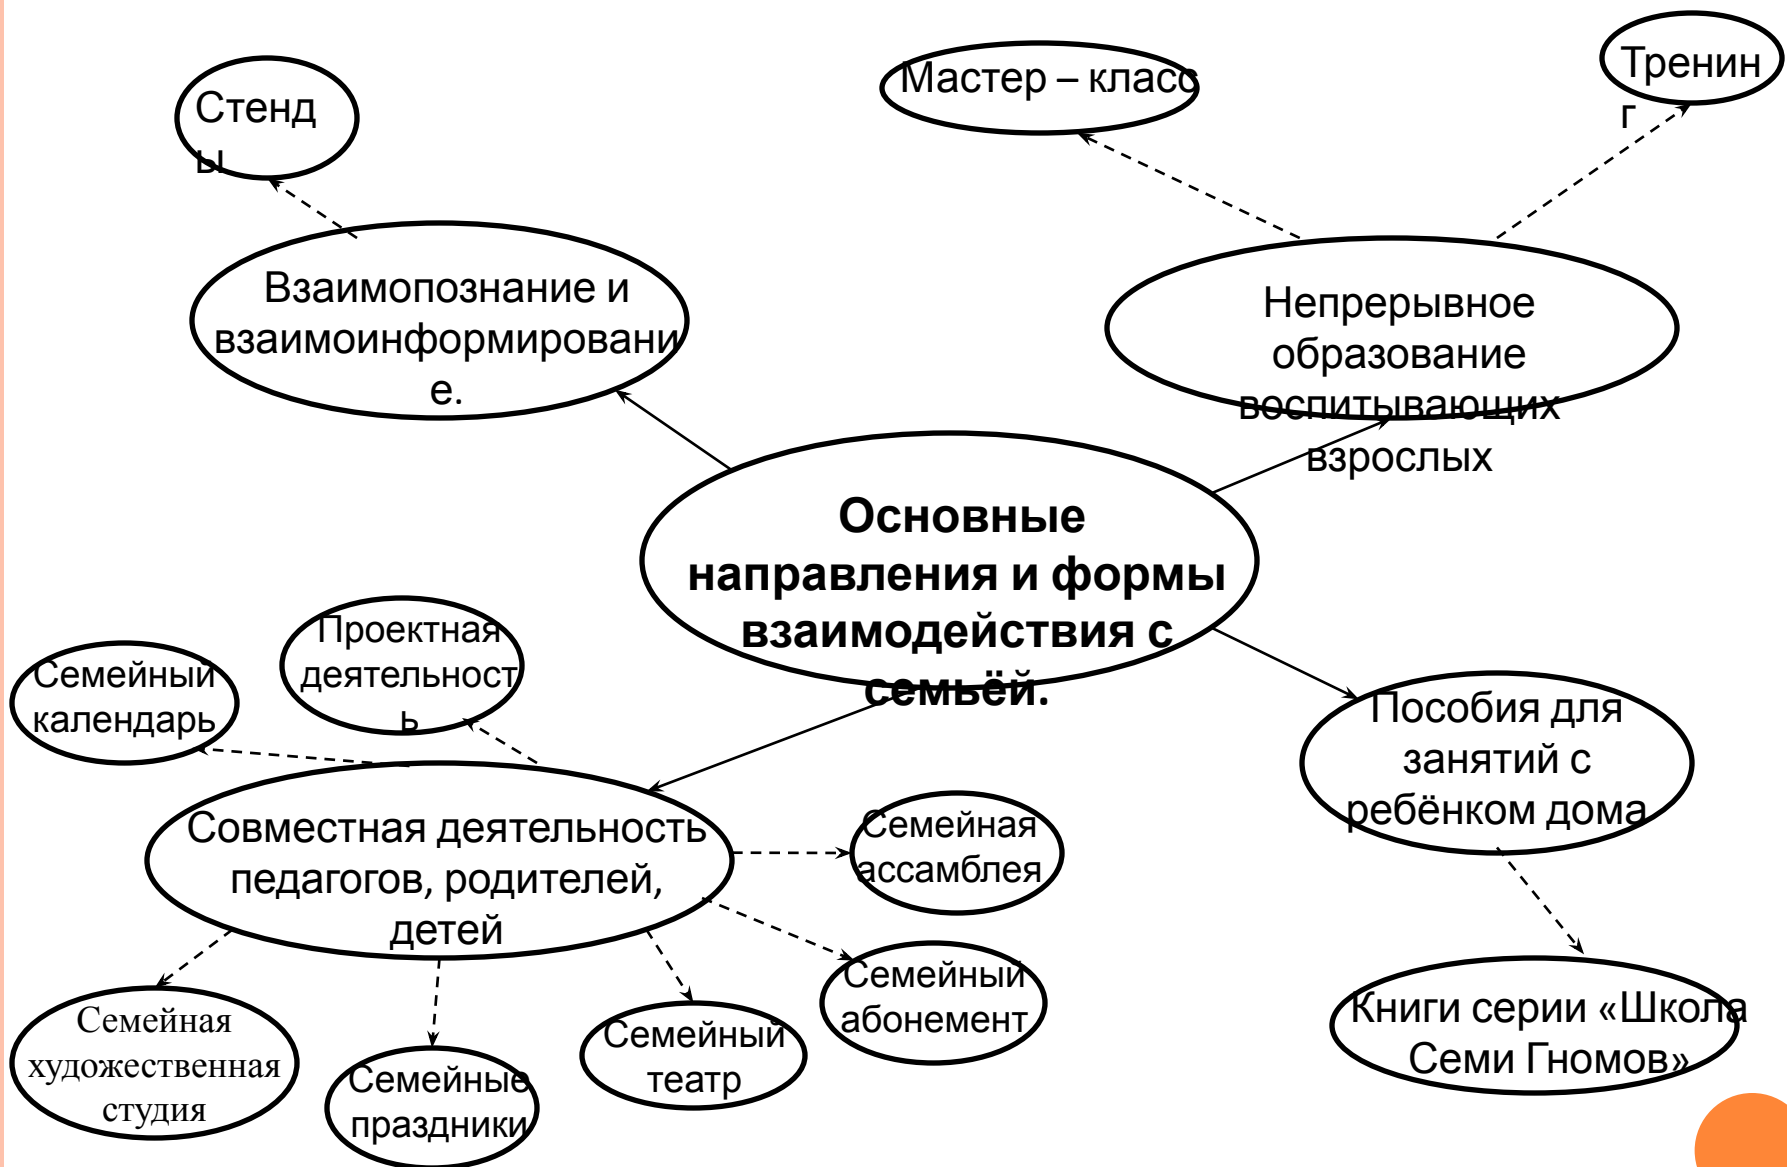 Стенд
ы
Мастер – класс
Тренин
г
Взаимопознание и
взаимоинформировани
е.
Непрерывное
образование
воспитывающих
взрослых
Основные
направления и формы
взаимодействия с
семьёй.
Проектная
деятельност
ь
Семейный
календарь
Пособия для
занятий с
ребёнком дома
Совместная деятельность
педагогов, родителей,
детей
Семейная
ассамблея
Семейный
абонемент
Книги серии «Школа
Семи Гномов»
Семейная
художественная
студия
Семейные
праздники
Семейный
театр